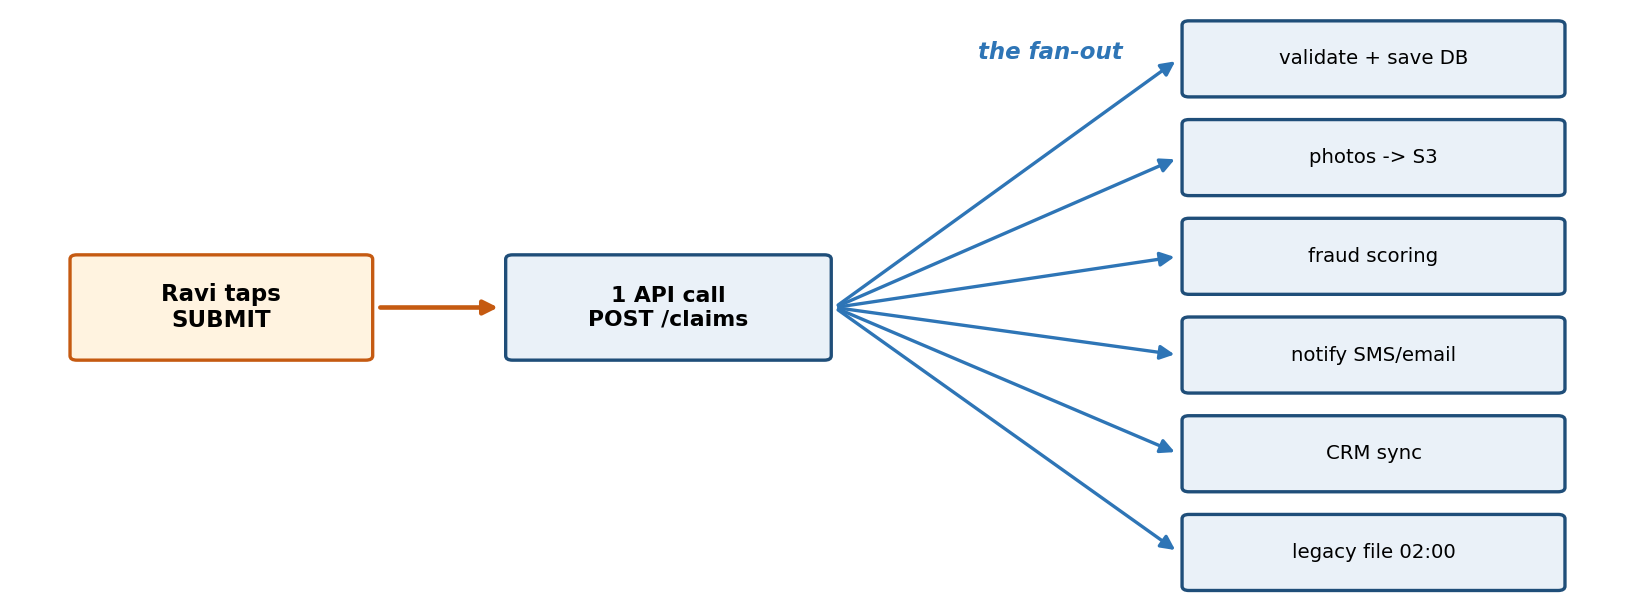 Ravi taps
SUBMIT
1 API call
POST /claims
the fan-out
validate + save DB
photos -> S3
fraud scoring
notify SMS/email
CRM sync
legacy file 02:00